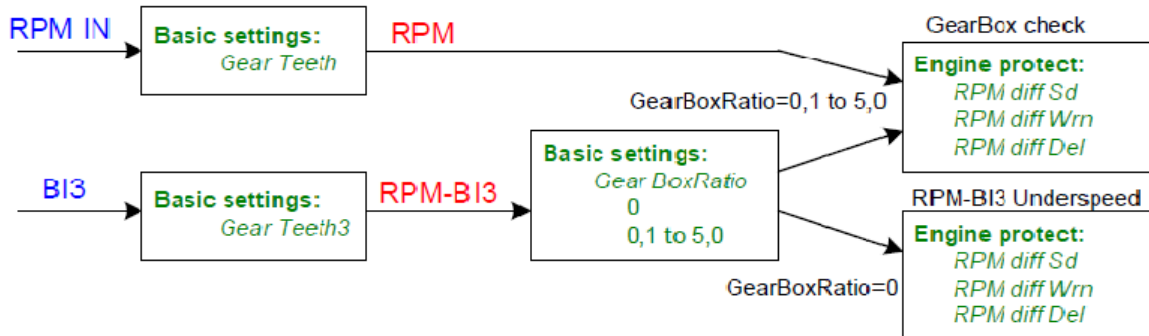 RPM IN
Basic settings:
Gear Teeth
RPM
GearBox check
Engine protect:
RPM diff Sd
RPM diff Wrn
RPM diff Del
GearBoxRatio=0,1 to 5,0
BI3
Basic settings:
Gear Teeth3
RPM-BI3
Basic settings:
Gear BoxRatio
0
0,1 to 5,0
RPM-BI3 Underspeed
Engine protect:
RPM diff Sd
RPM diff Wrn
RPM diff Del
GearBoxRatio=0